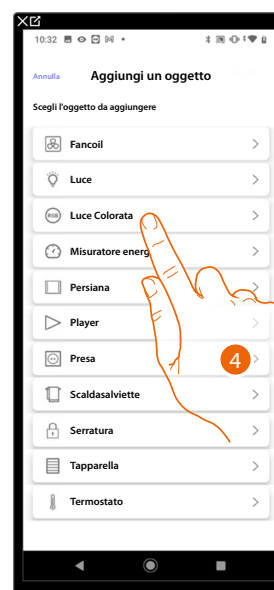 10:32
Annulla
Aggiungi un oggetto
Scegli l'oggetto da aggiungere
Fancoil
Luce
RGB Luce Colorata
Misuratore energ
Persiana
Player
Presa
4
Scaldasalviette
Serratura
Tapparella
Termostato